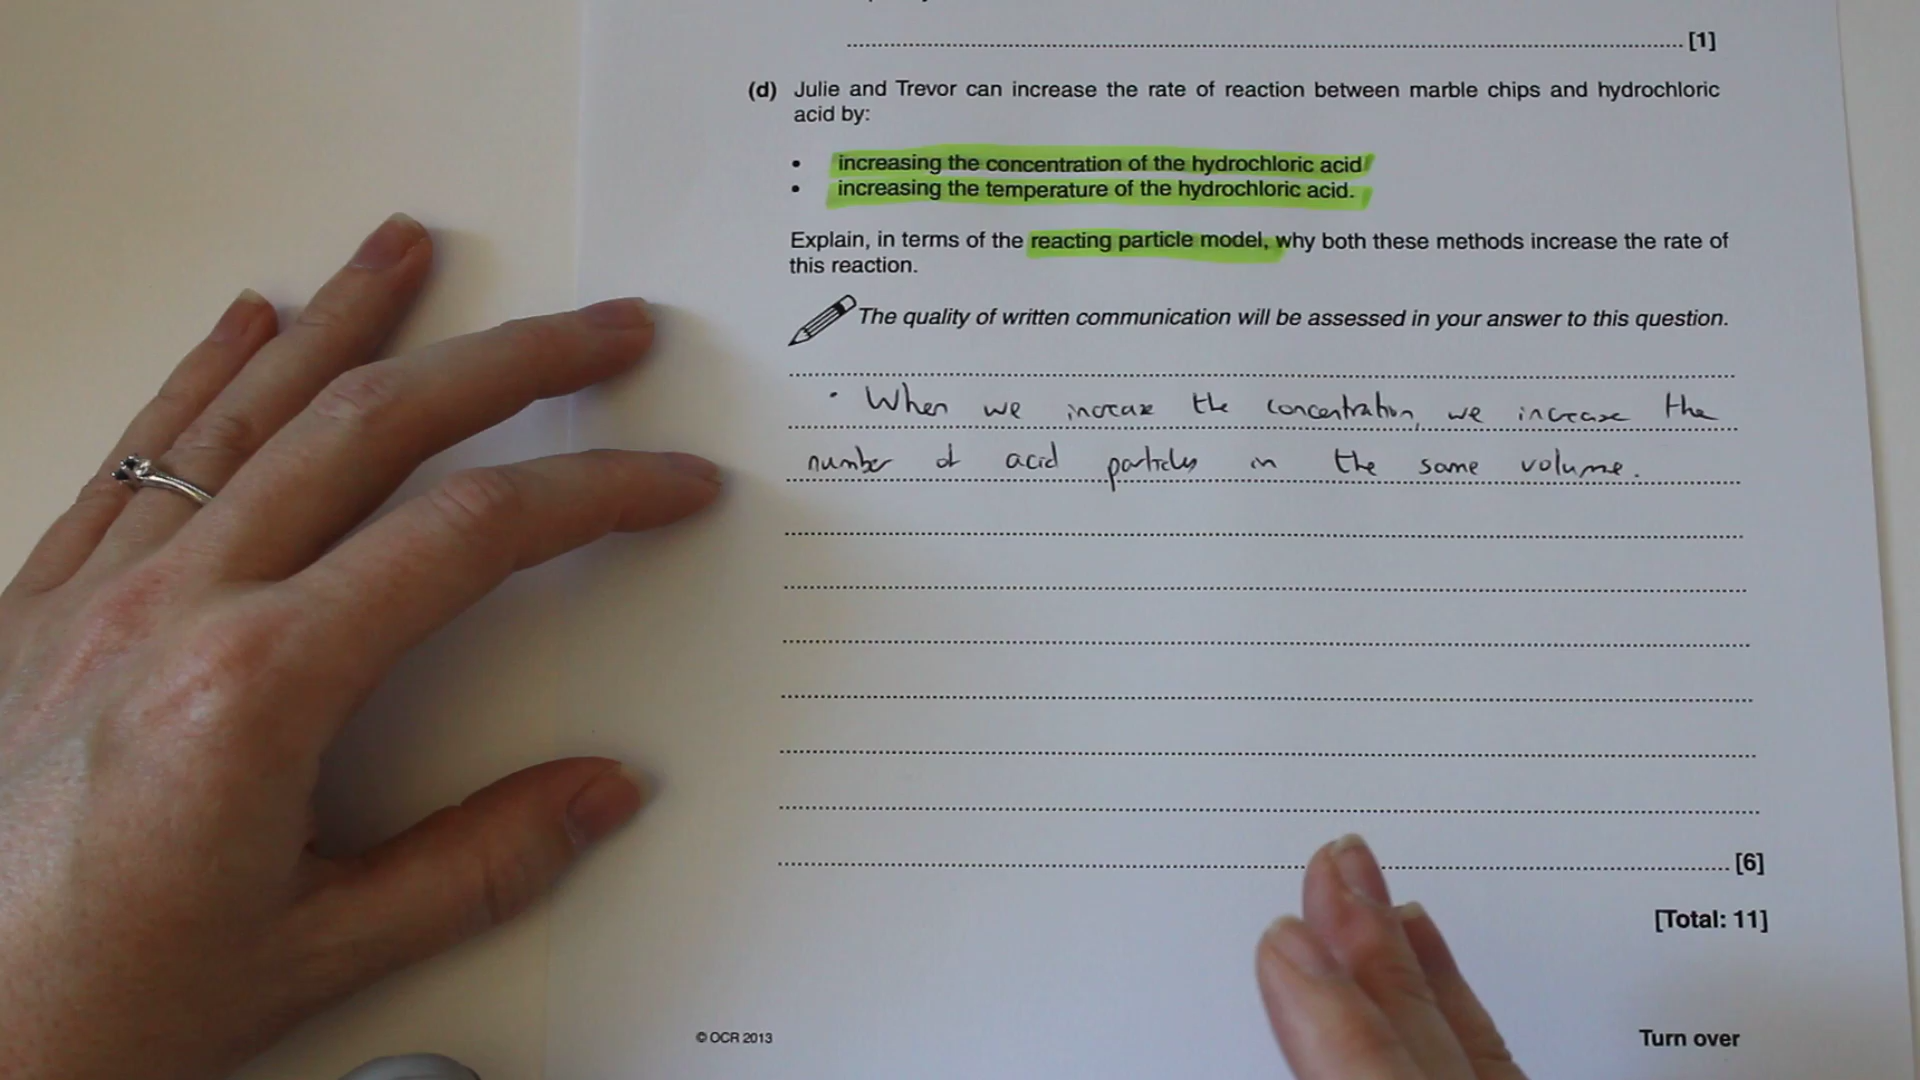 [1]
(d) Julie and Trevor can increase the rate of reaction between marble chips and hydrochloric
acid by:
• increasing the concentration of the hydrochloric acid
• increasing the temperature of the hydrochloric acid.
Explain, in terms of the reacting particle model, why both these methods increase the rate of
this reaction.
The quality of written communication will be assessed in your answer to this question.
• When we increase the concentration, we increase the
number of acid particles in the same volume.
[6]
[Total: 11]
© OCR 2013
Turn over